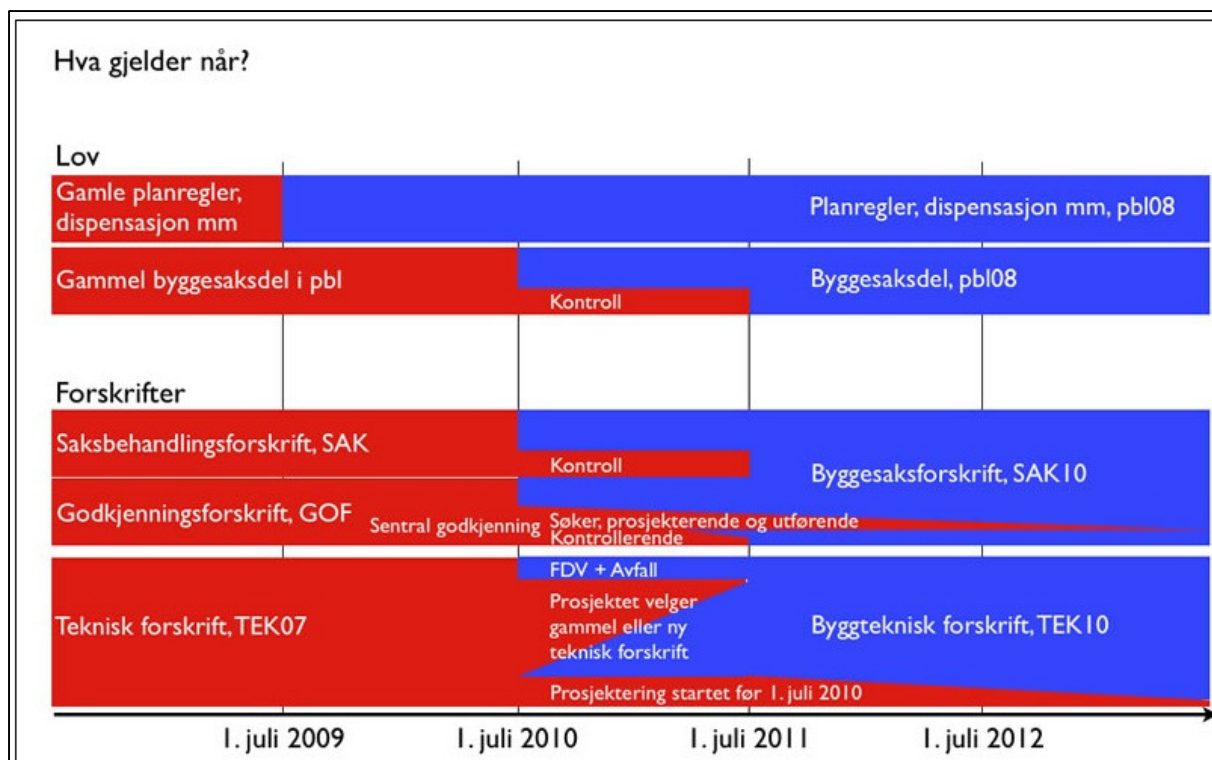 Hva gjelder når?
Lov
Gamle planregler,
dispensasjon mm
Planregler, dispensasjon mm, pbl08
Gammel byggesaksdel i pbl
Byggesaksdel, pbl08
Kontroll
Forskrifter
Saksbehandlingsforskrift, SAK
Kontroll
Byggesaksforskrift, SAK10
Godkjenningsforskrift, GOF
Sentral godkjenning
Søker, prosjekterende og utførende
Kontrollerende
FDV + Avfall
Teknisk forskrift, TEK07
Prosjektet velger
gammel eller ny
teknisk forskrift
Byggteknisk forskrift, TEK10
Prosjektering startet før 1. juli 2010
1. juli 2009
1. juli 2010
1. juli 2011
1. juli 2012